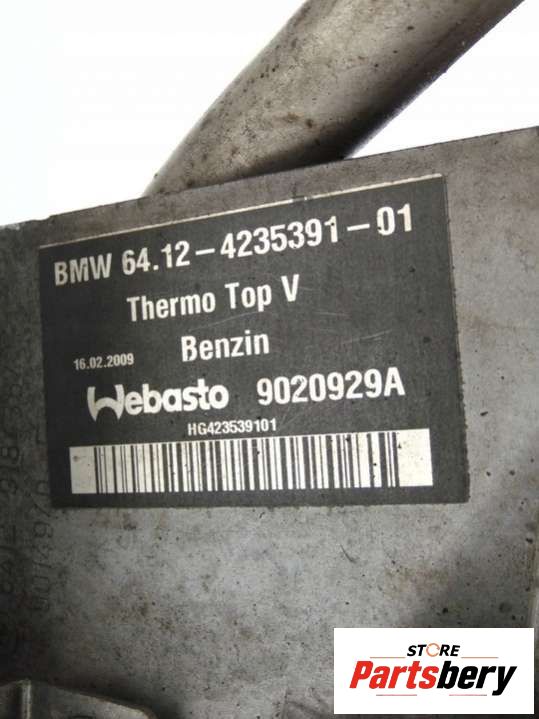 BMW 64.12-4235391-01
Thermo Top V
16.02.2009 Benzin
Webasto 9020929A
HG423539101
STORE
Partsbery